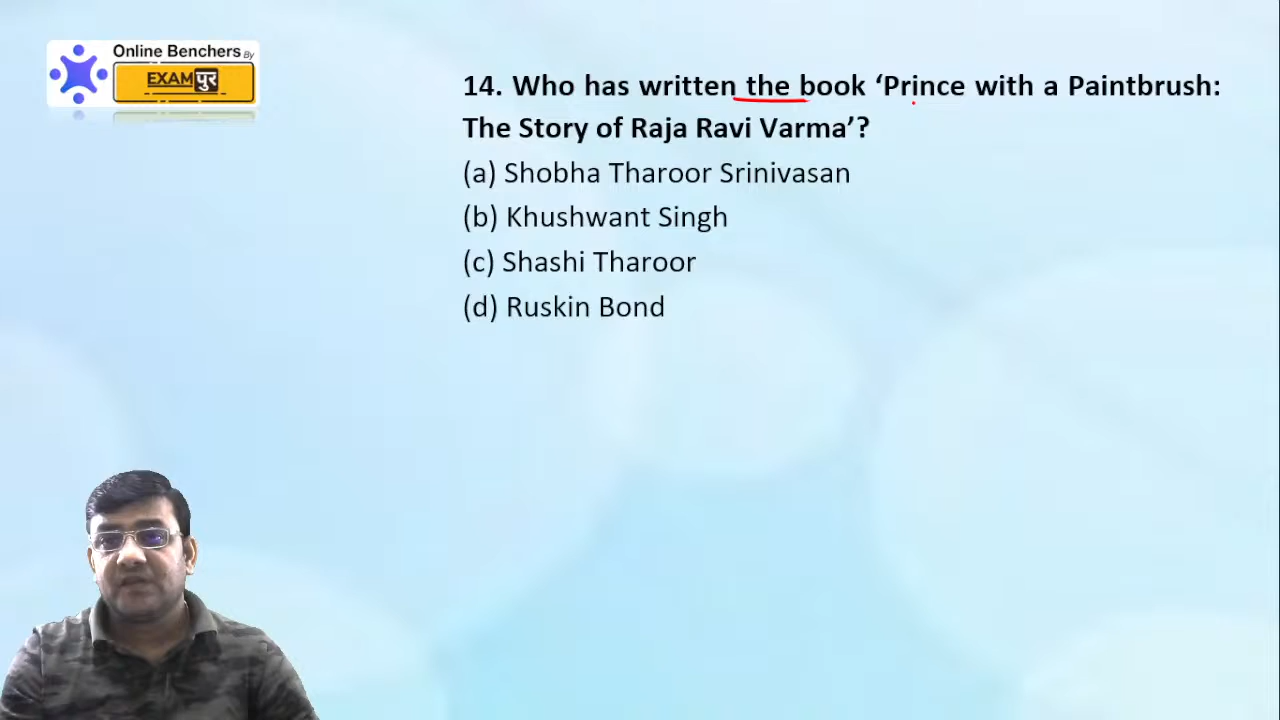 Online Benchers By
EXAMपुर
14. Who has written the book ‘Prince with a Paintbrush:
The Story of Raja Ravi Varma’?
(a) Shobha Tharoor Srinivasan
(b) Khushwant Singh
(c) Shashi Tharoor
(d) Ruskin Bond